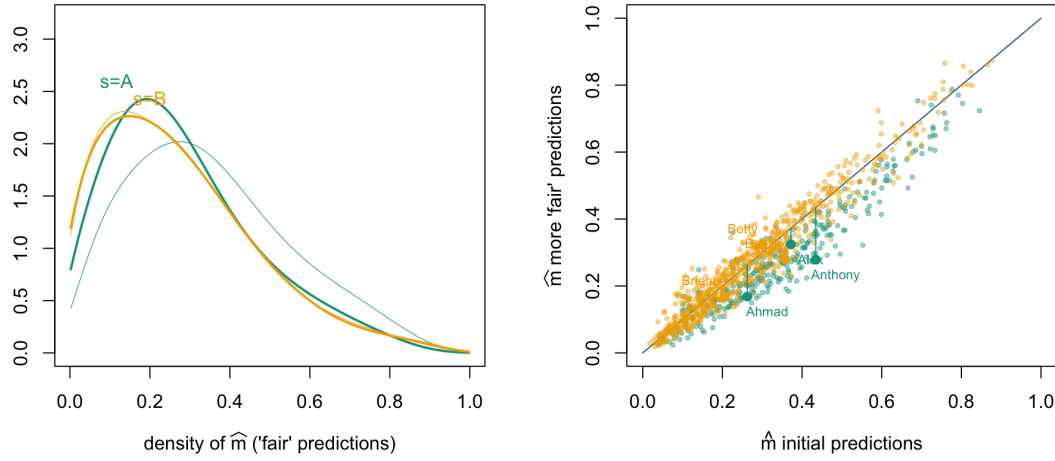 3.0
2.5
2.0
1.5
1.0
0.5
0.0
s=A
s=B
0.0 0.2 0.4 0.6 0.8 1.0
density of m̂ ('fair' predictions)
1.0
0.8
0.6
0.4
0.2
0.0
m̂ more 'fair' predictions
Betty
Alex
Anthony
Ahmad
0.0 0.2 0.4 0.6 0.8 1.0
m̂ initial predictions